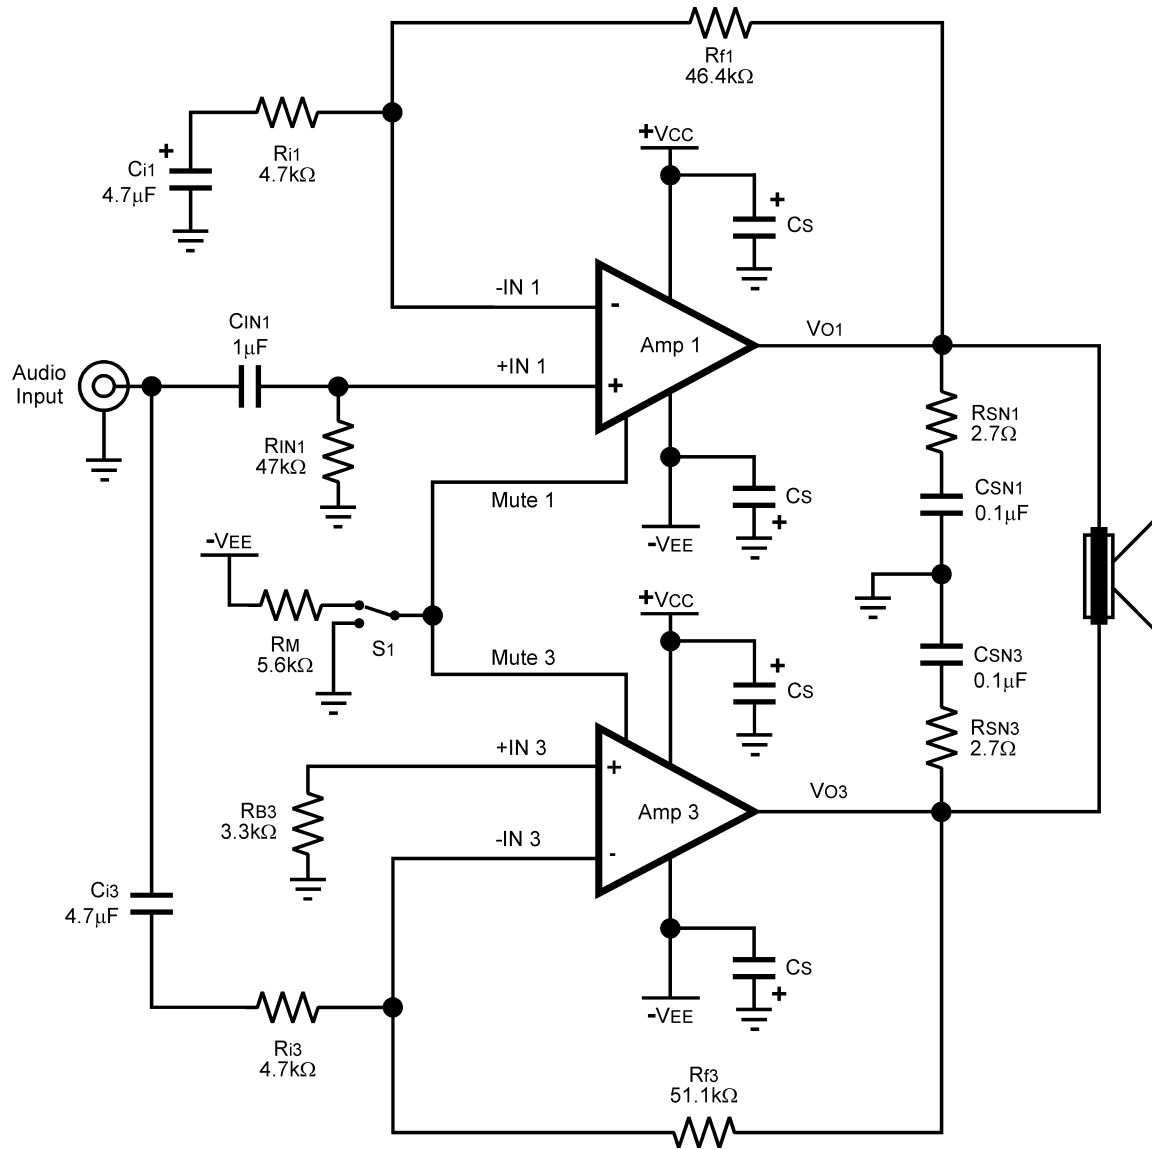 Rf1
46.4kΩ
+VCC
+
Ci1
4.7µF
Ri1
4.7kΩ
+
CS
-IN 1
-
CIN1
1µF
VO1
Amp 1
Audio
Input
+IN 1
+
RIN1
47kΩ
RSN1
2.7Ω
Mute 1
CS
+
CSN1
0.1µF
-VEE
-VEE
+VCC
RM
5.6kΩ
S1
Mute 3
+
CS
CSN3
0.1µF
RSN3
2.7Ω
+IN 3
+
VO3
RB3
3.3kΩ
Amp 3
-IN 3
-
Ci3
4.7µF
CS
+
-VEE
Ri3
4.7kΩ
Rf3
51.1kΩ